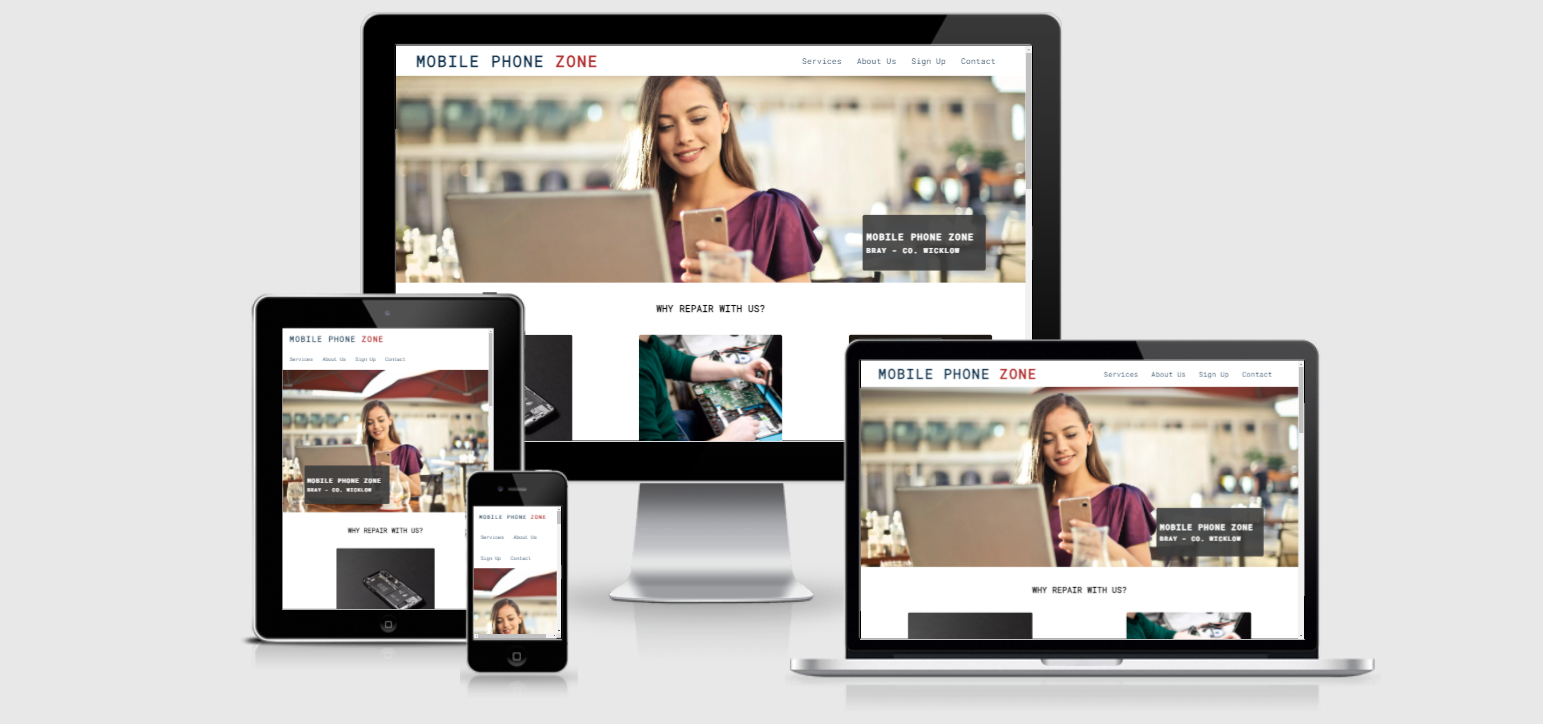 MOBILE PHONE ZONE
Services About Us Sign Up Contact
MOBILE PHONE ZONE
BRAY - CO. WICKLOW
WHY REPAIR WITH US?
MOBILE PHONE ZONE
Services About Us Sign Up Contact
MOBILE PHONE ZONE
BRAY - CO. WICKLOW
WHY REPAIR WITH US?
MOBILE PHONE ZONE
Services About Us
Sign Up Contact
MOBILE PHONE ZONE
Services About Us Sign Up Contact
MOBILE PHONE ZONE
BRAY - CO. WICKLOW
WHY REPAIR WITH US?